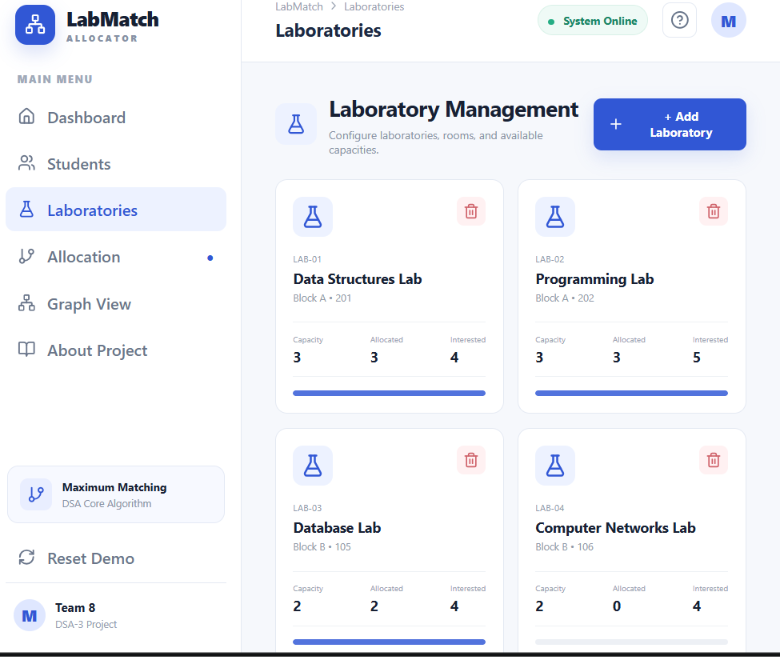 LabMatch
ALLOCATOR
MAIN MENU
Dashboard
Students
Laboratories
Allocation
Graph View
About Project
Maximum Matching
DSA Core Algorithm
Reset Demo
M
Team 8
DSA-3 Project
LabMatch > Laboratories
Laboratories
System Online
M
Laboratory Management
Configure laboratories, rooms, and available
capacities.
+ Add
Laboratory
LAB-01
Data Structures Lab
Block A • 201
Capacity Allocated Interested
3 3 4
LAB-02
Programming Lab
Block A • 202
Capacity Allocated Interested
3 3 5
LAB-03
Database Lab
Block B • 105
Capacity Allocated Interested
2 2 4
LAB-04
Computer Networks Lab
Block B • 106
Capacity Allocated Interested
2 0 4